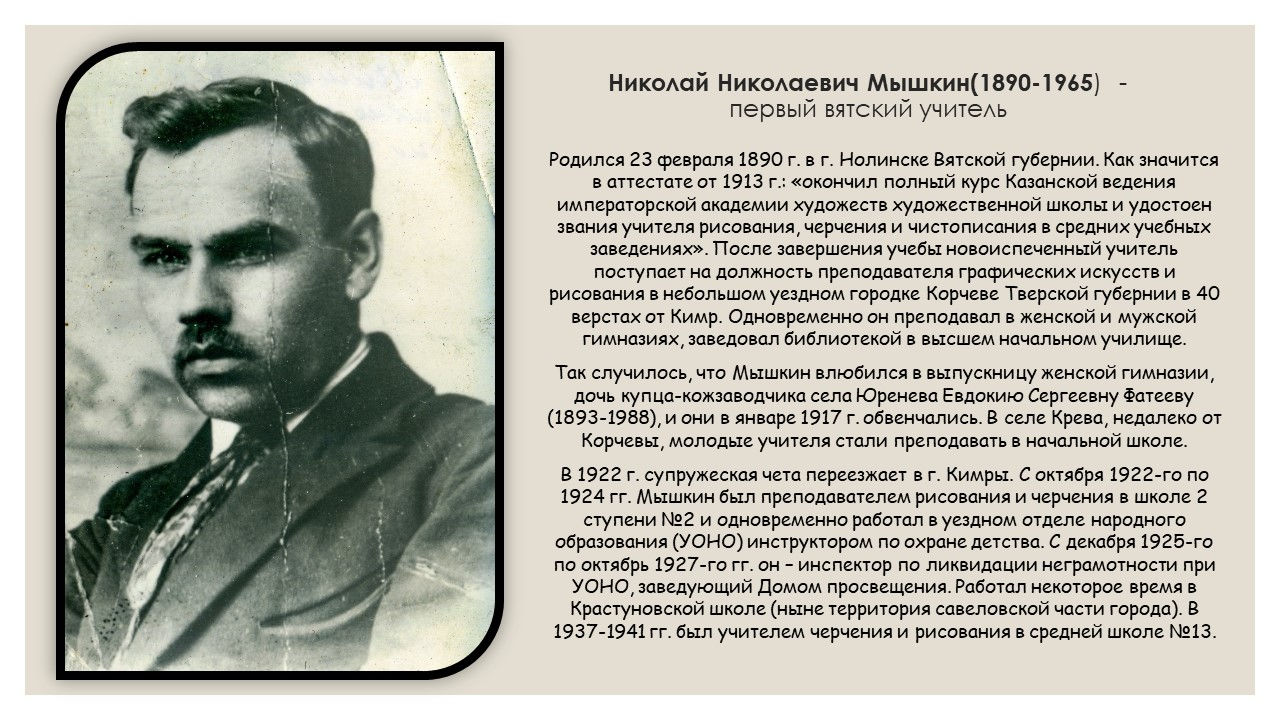 Николай Николаевич Мышкин(1890-1965) -
первый вятский учитель
Родился 23 февраля 1890 г. в г. Нолинске Вятской губернии. Как значится
в аттестате от 1913 г.: «окончил полный курс Казанской ведения
императорской академии художеств художественной школы и удостоен
звания учителя рисования, черчения и чистописания в средних учебных
заведениях». После завершения учебы новоиспеченный учитель
поступает на должность преподавателя графических искусств и
рисования в небольшом уездном городке Корчеве Тверской губернии в 40
верстах от Кимр. Одновременно он преподавал в женской и мужской
гимназиях, заведовал библиотекой в высшем начальном училище.
Так случилось, что Мышкин влюбился в выпускницу женской гимназии,
дочь купца-кожзаводчика села Юренева Евдокию Сергеевну Фатееву
(1893–1988), и они в январе 1917 г. обвенчались. В селе Крева, недалеко от
Корчевы, молодые учителя стали преподавать в начальной школе.
В 1922 г. супружеская чета переезжает в г. Кимры. С октября 1922-го по
1924 гг. Мышкин был преподавателем рисования и черчения в школе 2
ступени №2 и одновременно работал в уездном отделе народного
образования (УОНО) инструктором по охране детства. С декабря 1925-го
по октябрь 1927-го гг. он – инспектор по ликвидации неграмотности при
УОНО, заведующий Домом просвещения. Работал некоторое время в
Крастуновской школе (ныне территория савеловской части города). В
1937-1941 гг. был учителем черчения и рисования в средней школе №13.